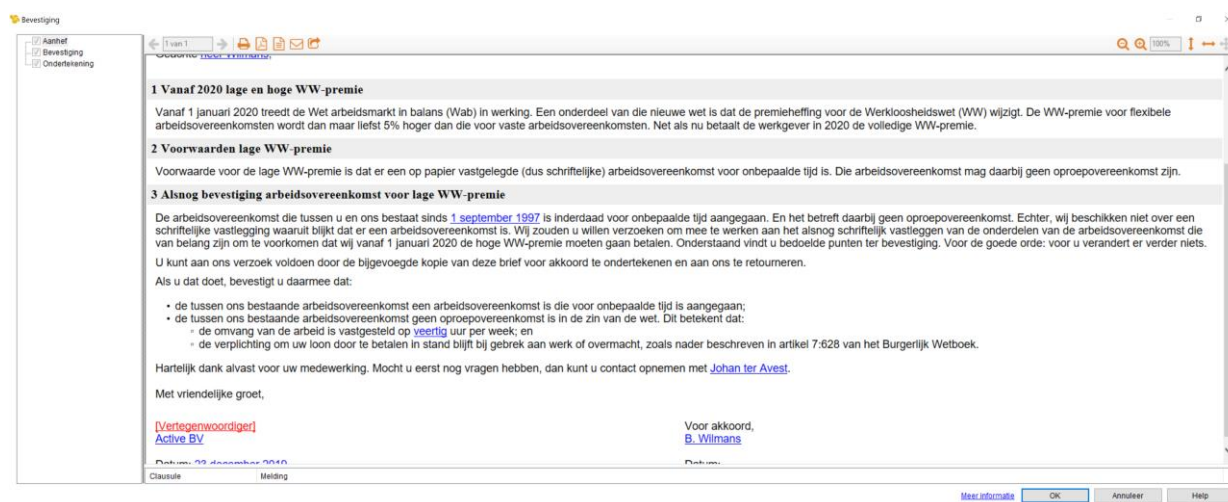 Bevestiging
Aanhef
Bevestiging
Ondertekening
1 van 1
100%
heer Wilmans,
1 Vanaf 2020 lage en hoge WW-premie
Vanaf 1 januari 2020 treedt de Wet arbeidsmarkt in balans (Wab) in werking. Een onderdeel van die nieuwe wet is dat de premieheffing voor de Werkloosheidswet (WW) wijzigt. De WW-premie voor flexibele
arbeidsovereenkomsten wordt dan maar liefst 5% hoger dan die voor vaste arbeidsovereenkomsten. Net als nu betaalt de werkgever in 2020 de volledige WW-premie.
2 Voorwaarden lage WW-premie
Voorwaarde voor de lage WW-premie is dat er een op papier vastgelegde (dus schriftelijke) arbeidsovereenkomst voor onbepaalde tijd is. Die arbeidsovereenkomst mag daarbij geen oproepovereenkomst zijn.
3 Alsnog bevestiging arbeidsovereenkomst voor lage WW-premie
De arbeidsovereenkomst die tussen u en ons bestaat sinds 1 september 1997 is inderdaad voor onbepaalde tijd aangegaan. En het betreft daarbij geen oproepovereenkomst. Echter, wij beschikken niet over een
schriftelijke vastlegging waaruit blijkt dat er een arbeidsovereenkomst is. Wij zouden u willen verzoeken om mee te werken aan het alsnog schriftelijk vastleggen van de onderdelen van de arbeidsovereenkomst die
van belang zijn om te voorkomen dat wij vanaf 1 januari 2020 de hoge WW-premie moeten gaan betalen. Onderstaand vindt u bedoelde punten ter bevestiging. Voor de goede orde: voor u verandert er verder niets.
U kunt aan ons verzoek voldoen door de bijgevoegde kopie van deze brief voor akkoord te ondertekenen en aan ons te retourneren.
Als u dat doet, bevestigt u daarmee dat:
• de tussen ons bestaande arbeidsovereenkomst een arbeidsovereenkomst is die voor onbepaalde tijd is aangegaan;
• de tussen ons bestaande arbeidsovereenkomst geen oproepovereenkomst is in de zin van de wet. Dit betekent dat:
de omvang van de arbeid is vastgesteld op veertig uur per week; en
de verplichting om uw loon door te betalen in stand blijft bij gebrek aan werk of overmacht, zoals nader beschreven in artikel 7:628 van het Burgerlijk Wetboek.
Hartelijk dank alvast voor uw medewerking. Mocht u eerst nog vragen hebben, dan kunt u contact opnemen met Johan ter Avest.
Met vriendelijke groet,
[Vertegenwoordiger] Voor akkoord,
Active BV B. Wilmans
Datum: 23 december 2019 Datum:
Clausule Melding
Meer informatie OK Annuleer Help